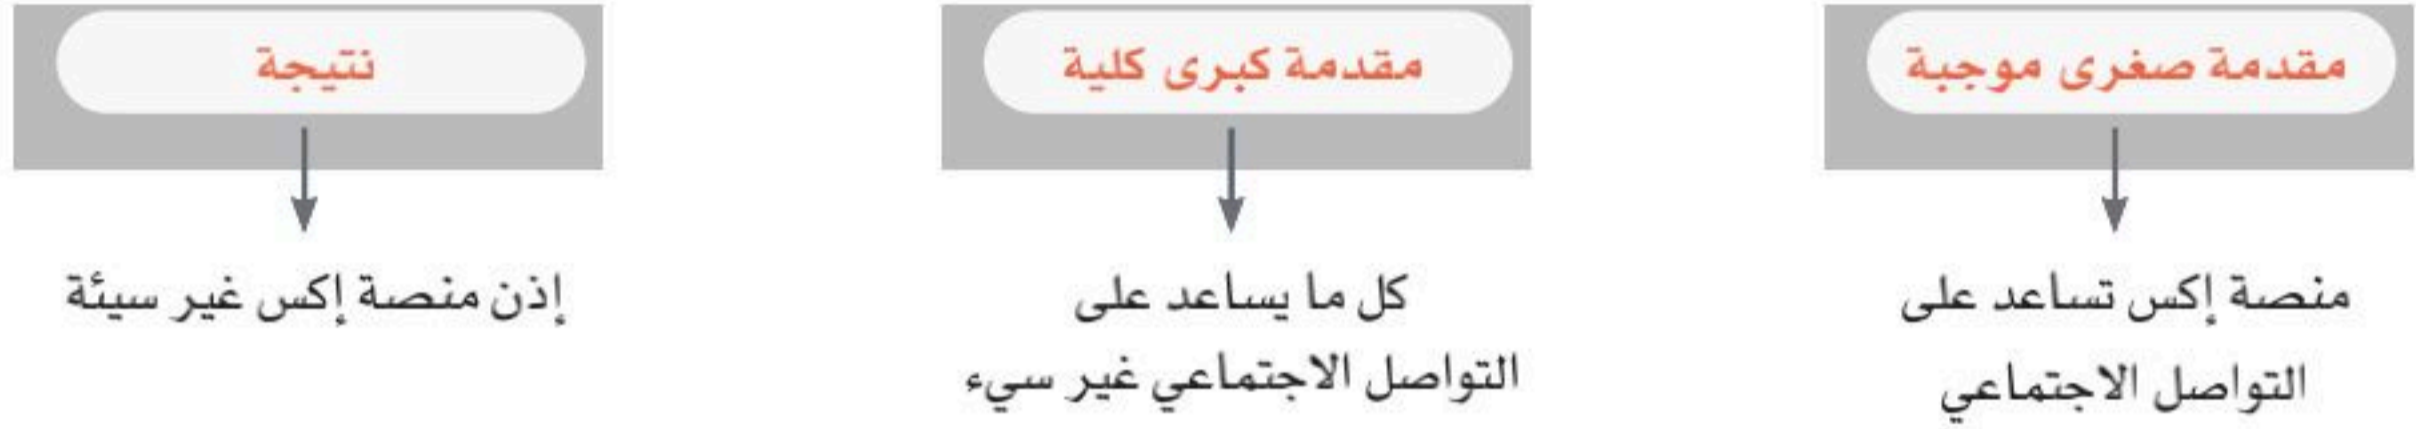 مقدمة صغرى موجبة
مقدمة كبرى كلية
نتيجة
منصة إكس تساعد على
التواصل الاجتماعي
كل ما يساعد على
التواصل الاجتماعي غير سيء
إذن منصة إكس غير سيئة